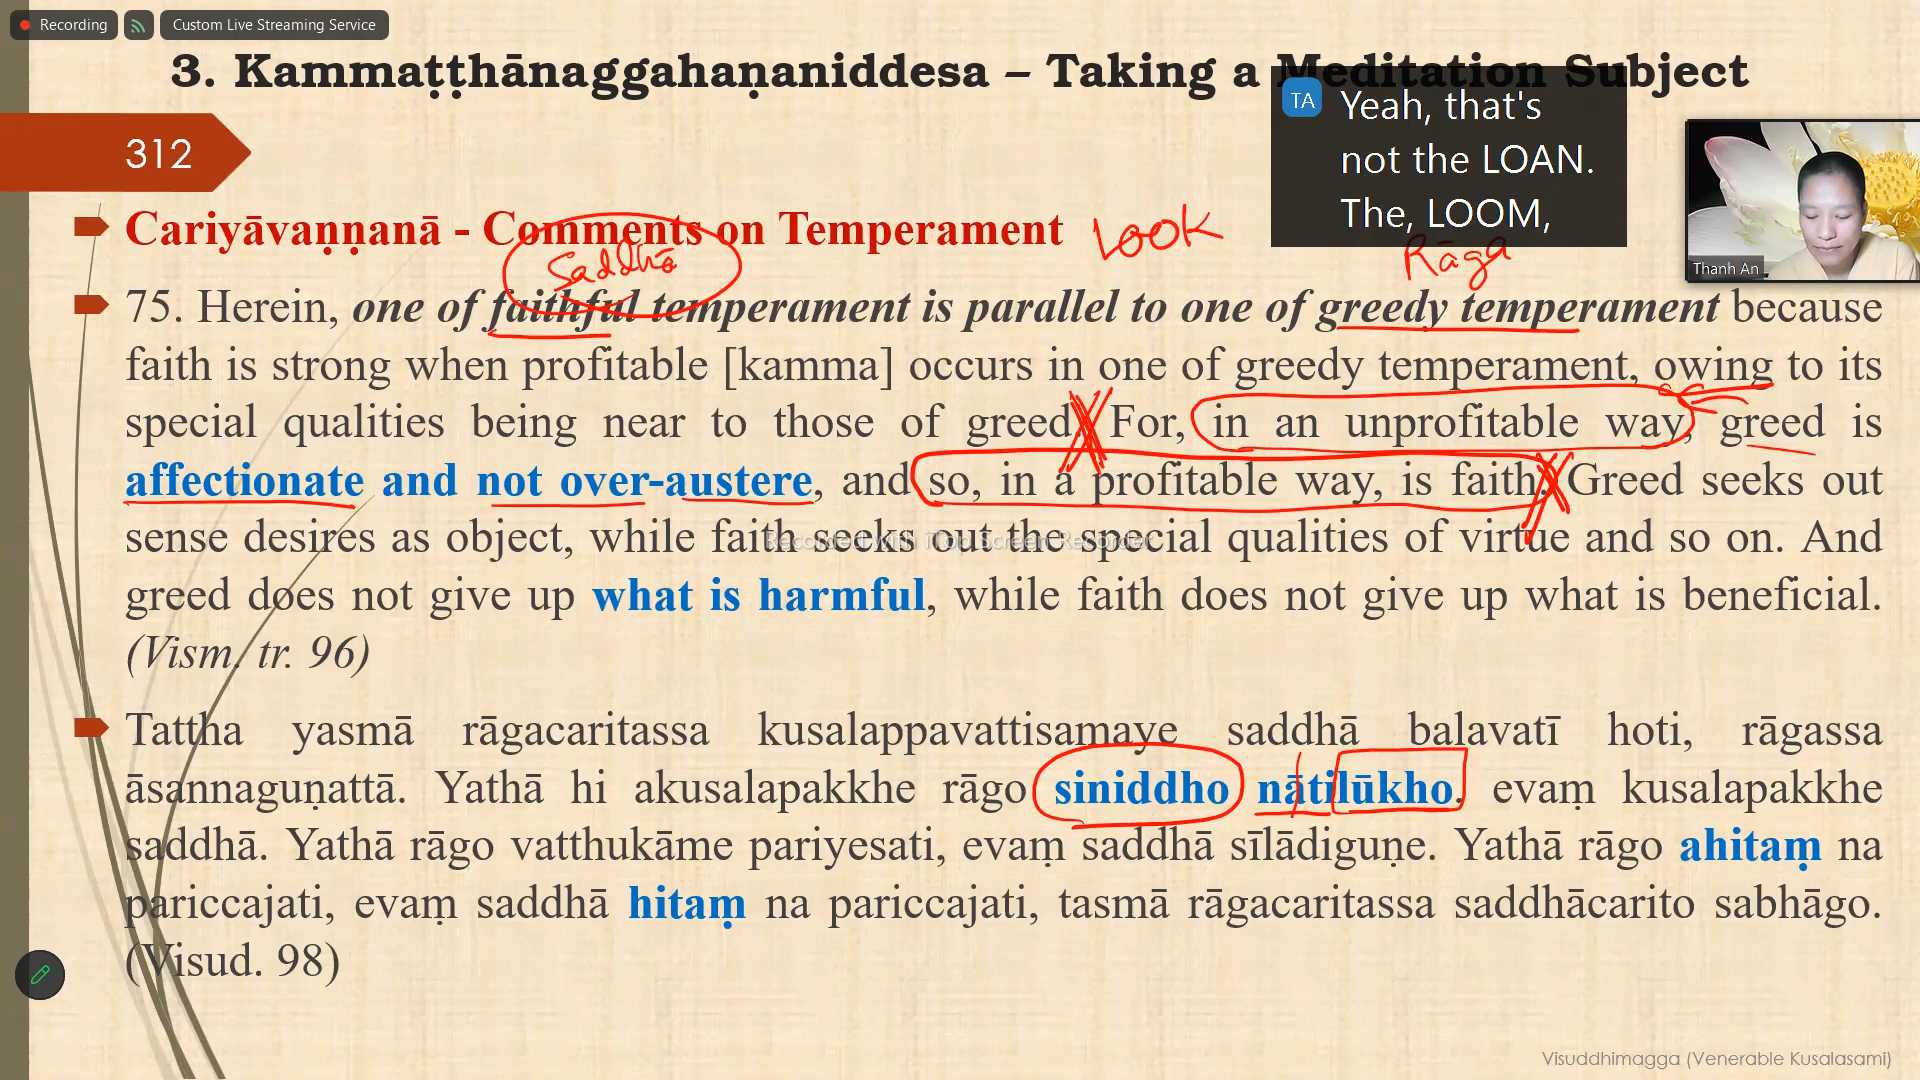 Recording
Custom Live Streaming Service
3. Kammaṭṭhānaggahaṇaniddesa – Taking a Meditation Subject
TA
Yeah, that's
not the LOAN.
The, LOOM,
312
Thanh An
Cariyāvaṇṇanā - Comments on Temperament
LOOK
Saddhā
Rāga
75. Herein, one of faithful temperament is parallel to one of greedy temperament because
faith is strong when profitable [kamma] occurs in one of greedy temperament, owing to its
special qualities being near to those of greed. For, in an unprofitable way, greed is
affectionate and not over-austere, and so, in a profitable way, is faith. Greed seeks out
sense desires as object, while faith seeks out the special qualities of virtue and so on. And
Recorded with iTop Screen Recorder
greed does not give up what is harmful, while faith does not give up what is beneficial.
(Vism. tr. 96)
Tattha yasmā rāgacaritassa kusalappavattisamaye saddhā balavatī hoti, rāgassa
āsannaguṇattā. Yathā hi akusalapakkhe rāgo siniddho nātilūkho, evaṃ kusalapakkhe
saddhā. Yathā rāgo vatthukāme pariyesati, evaṃ saddhā sīlādiguṇe. Yathā rāgo ahitaṃ na
pariccajati, evaṃ saddhā hitaṃ na pariccajati, tasmā rāgacaritassa saddhācarito sabhāgo.
(Visud. 98)
Visuddhimagga (Venerable Kusalasami)